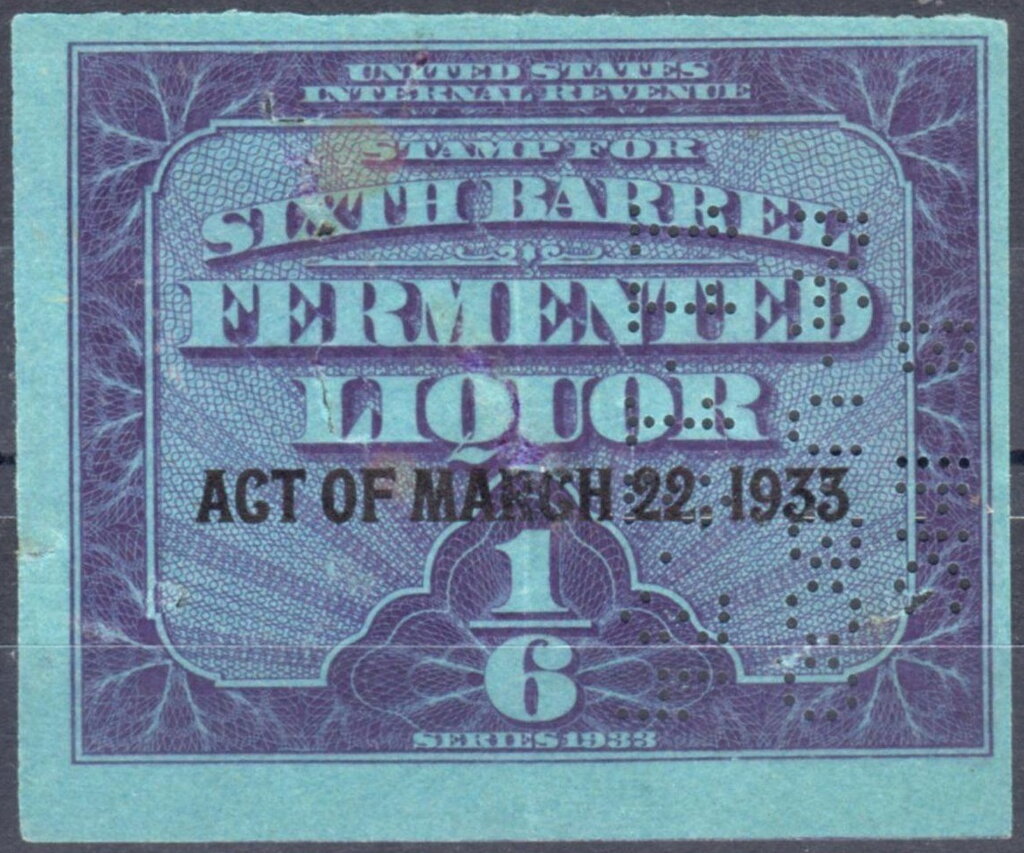 UNITED STATES
INTERNAL REVENUE
STAMP FOR
SIXTH BARREL
FERMENTED
LIQUOR
ACT OF MARCH 22, 1933
1
6
SERIES 1933